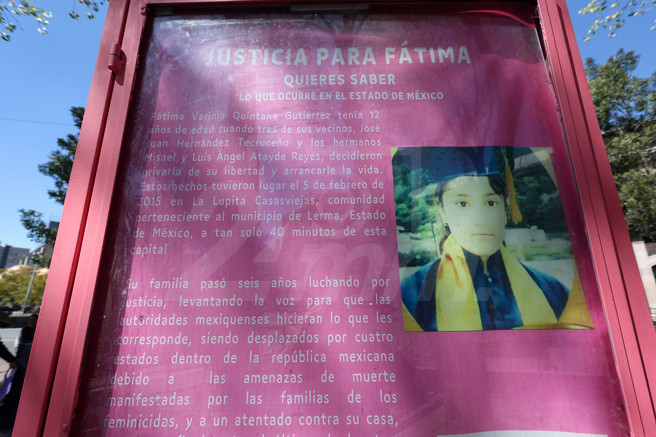 JUSTICIA PARA FÁTIMA
QUIERES SABER
LO QUE OCURRE EN EL ESTADO DE MÉXICO
Fátima Varinia Quintana Gutierrez tenía 12
años de edad cuando tras de sus vecinos, José
Juan Hernández Tecruceño y los hermanos
Misael y Luis Ángel Atayde Reyes, decidieron
privarla de su libertad y arrancarle la vida.
Estos hechos tuvieron lugar el 5 de febrero de
2015 en La Lupita Casasviejas, comunidad
perteneciente al municipio de Lerma, Estado
de México, a tan solo 40 minutos de esta
capital
Su familia pasó seis años luchando por
justicia, levantando la voz para que las
autoridades mexiquenses hicieran lo que les
corresponde, siendo desplazados por cuatro
estados dentro de la república mexicana
debido a las amenazas de muerte
manifestadas por las familias de los
feminicidas, y a un atentado contra su casa,